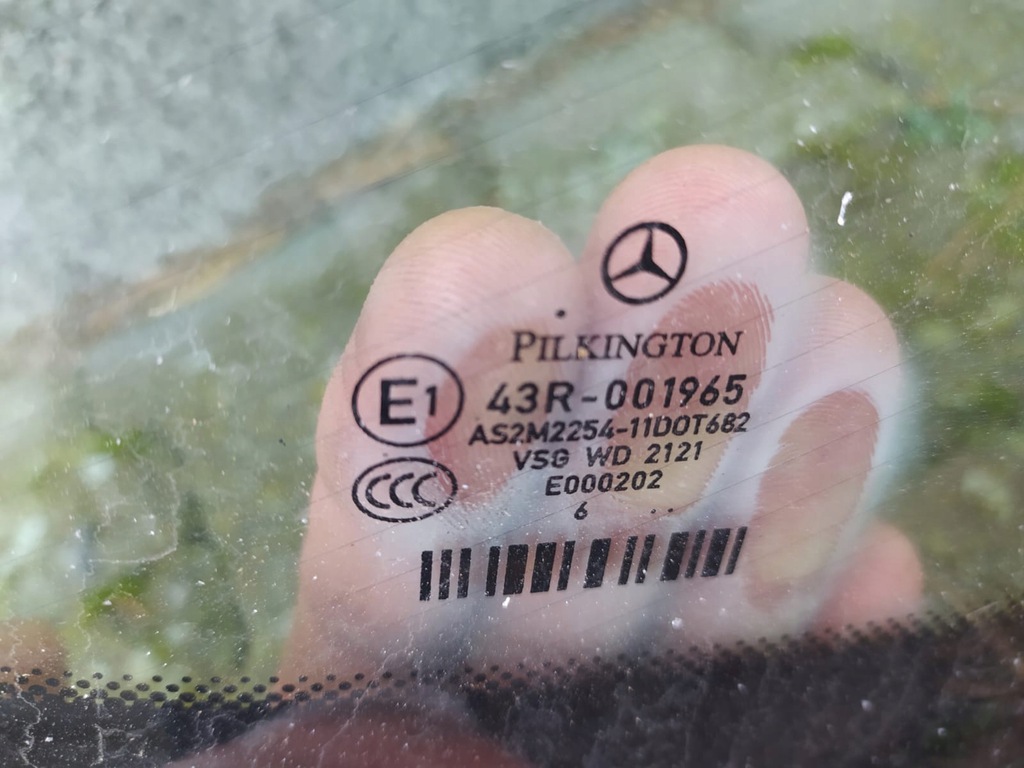 PILKINGTON
E1 43R-001965
AS2M2254-11DOT682
CCC VSG WD 2121
E000202
6 ..